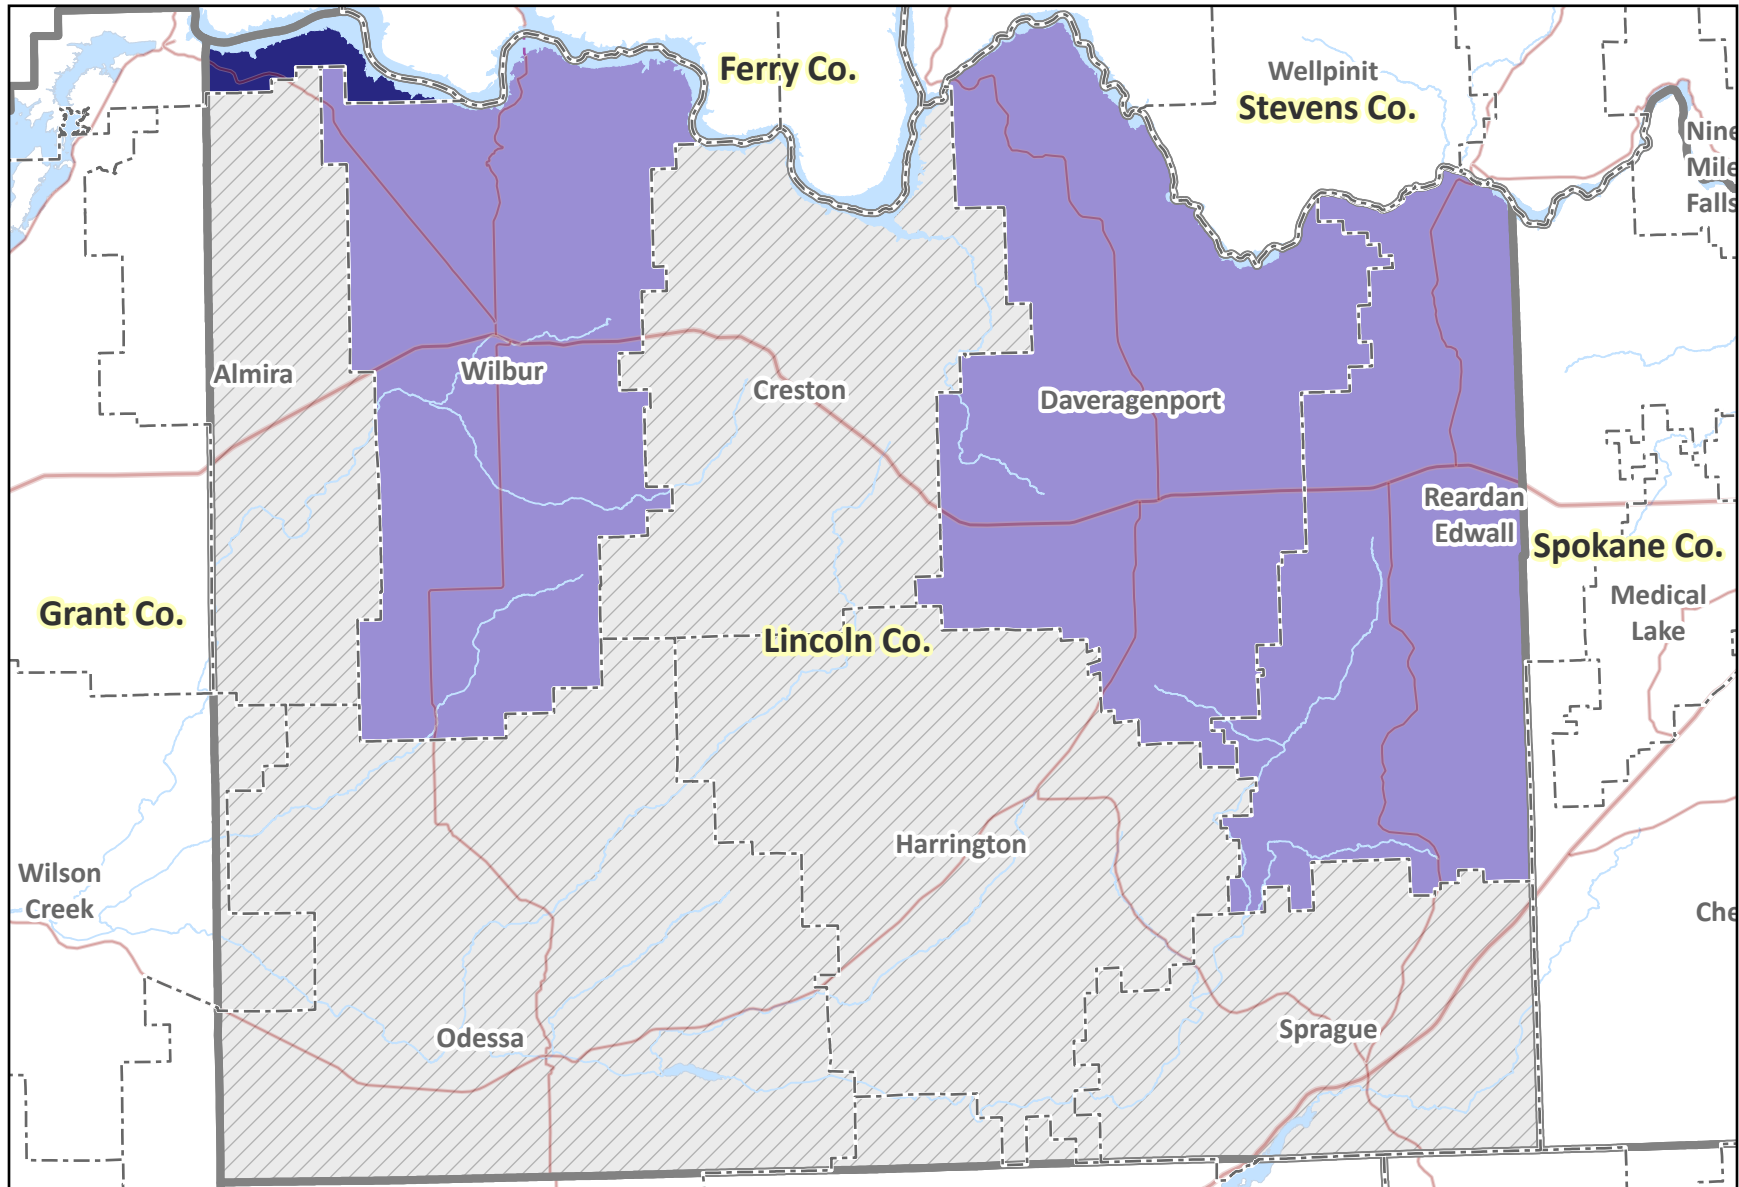 Ferry Co.
Wellpinit
Stevens Co.
Nine
Mile
Falls
Almira
Wilbur
Creston
Daveragenport
Reardan
Edwall
Spokane Co.
Grant Co.
Lincoln Co.
Medical
Lake
Harrington
Wilson
Creek
Che
Odessa
Sprague